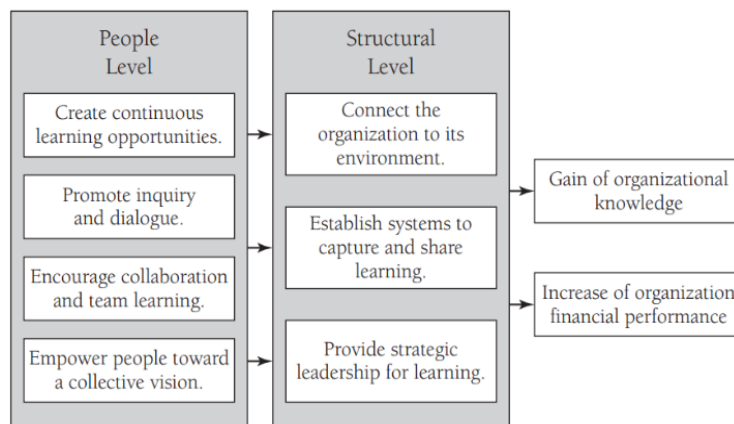 People
Level
Create continuous
learning opportunities.
Promote inquiry
and dialogue.
Encourage collaboration
and team learning.
Empower people toward
a collective vision.
Structural
Level
Connect the
organization to its
environment.
Establish systems to
capture and share
learning.
Provide strategic
leadership for learning.
Gain of organizational
knowledge
Increase of organization
financial performance